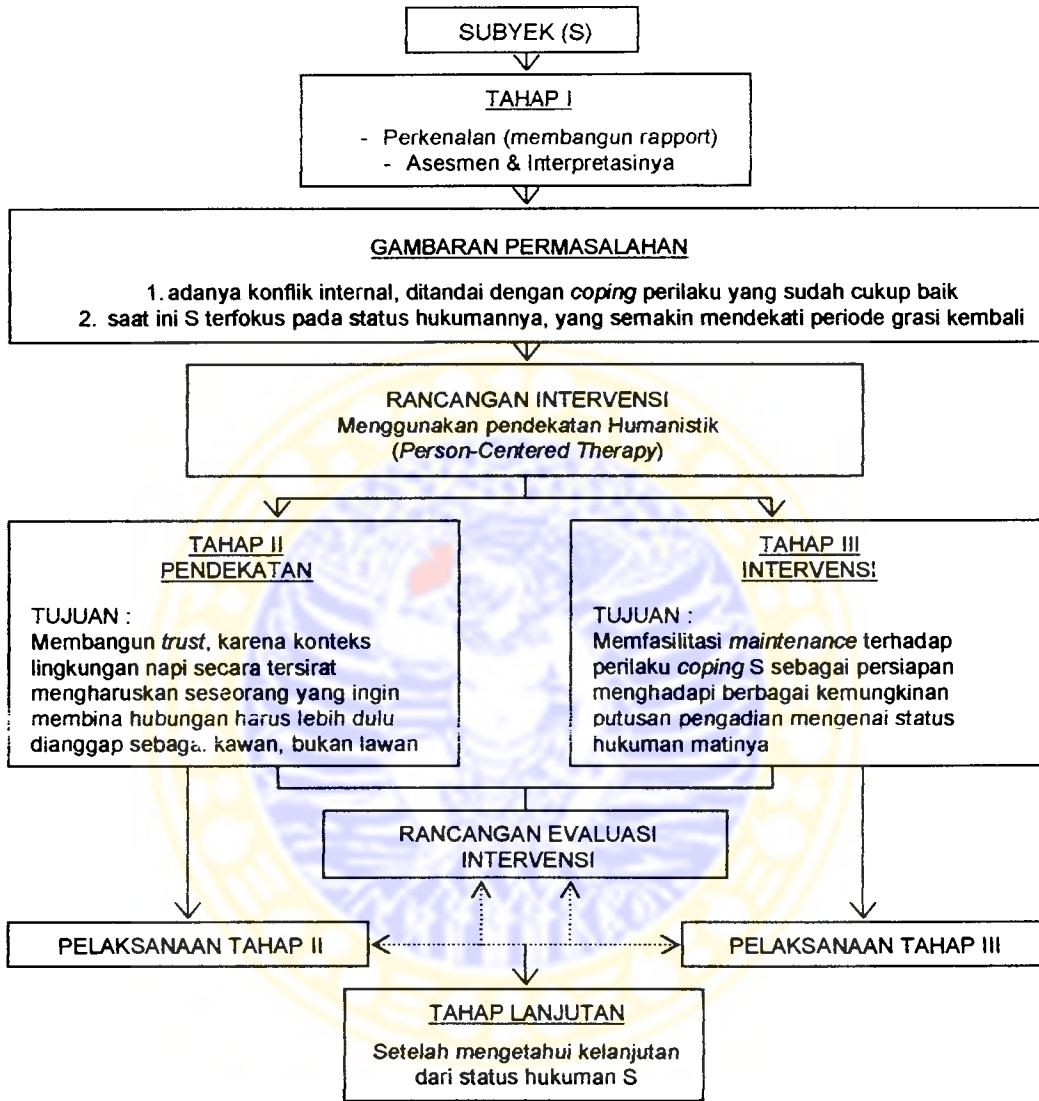 SUBYEK (S)
TAHAP I
- Perkenalan (membangun rapport)
- Asesmen & Interpretasinya
GAMBARAN PERMASALAHAN
1. adanya konflik internal, ditandai dengan coping perilaku yang sudah cukup baik
2. saat ini S terfokus pada status hukumannya, yang semakin mendekati periode grasi kembali
RANCANGAN INTERVENSI
Menggunakan pendekatan Humanistik
(Person-Centered Therapy)
TAHAP II
PENDEKATAN
TUJUAN :
Membangun trust, karena konteks
lingkungan napi secara tersirat
mengharuskan seseorang yang ingin
membina hubungan harus lebih dulu
dianggap sebagai kawan, bukan lawan
TAHAP III
INTERVENSI
TUJUAN :
Memfasilitasi maintenance terhadap
perilaku coping S sebagai persiapan
menghadapi berbagai kemungkinan
putusan pengadian mengenai status
hukuman matinya
RANCANGAN EVALUASI
INTERVENSI
PELAKSANAAN TAHAP II
PELAKSANAAN TAHAP III
TAHAP LANJUTAN
Setelah mengetahui kelanjutan
dari status hukuman S